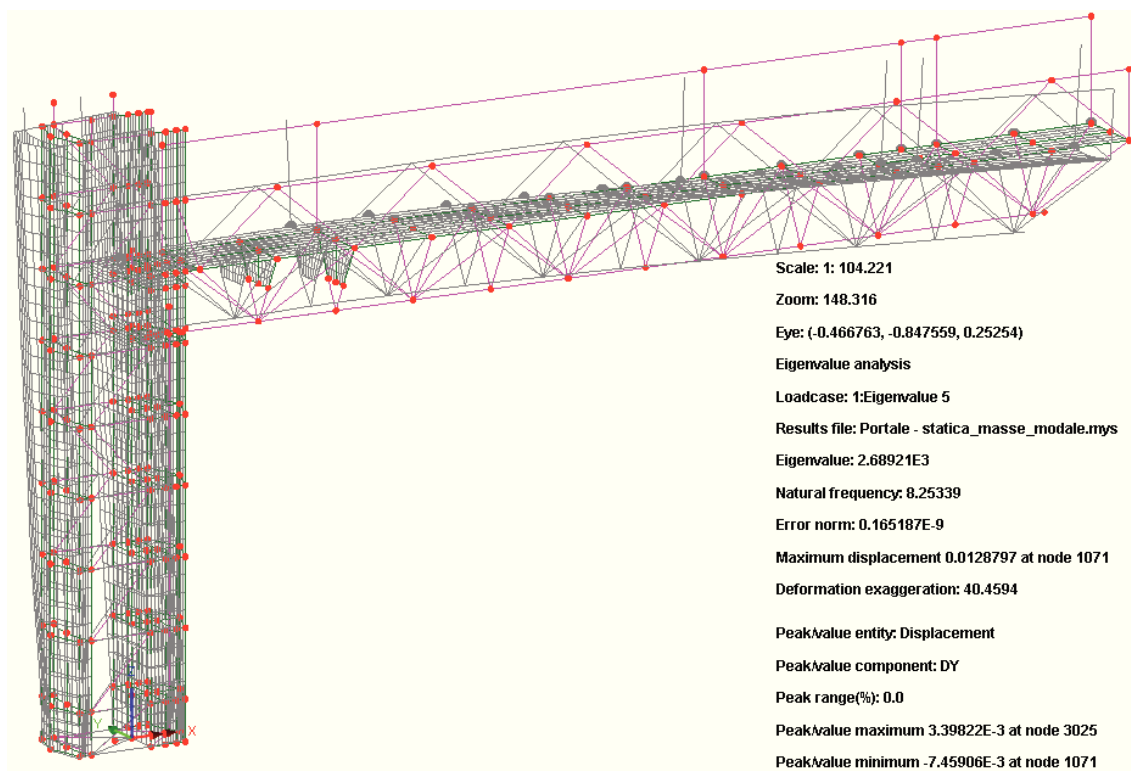 Scale: 1: 104.221
Zoom: 148.316
Eye: (-0.466763, -0.847559, 0.25254)
Eigenvalue analysis
Loadcase: 1:Eigenvalue 5
Results file: Portale - statica_masse_modale.mys
Eigenvalue: 2.68921E3
Natural frequency: 8.25339
Error norm: 0.165187E-9
Maximum displacement 0.0128797 at node 1071
Deformation exaggeration: 40.4594
Peak/value entity: Displacement
Peak/value component: DY
Peak range(%): 0.0
Y
X
Peak/value maximum 3.39822E-3 at node 3025
Peak/value minimum -7.45906E-3 at node 1071